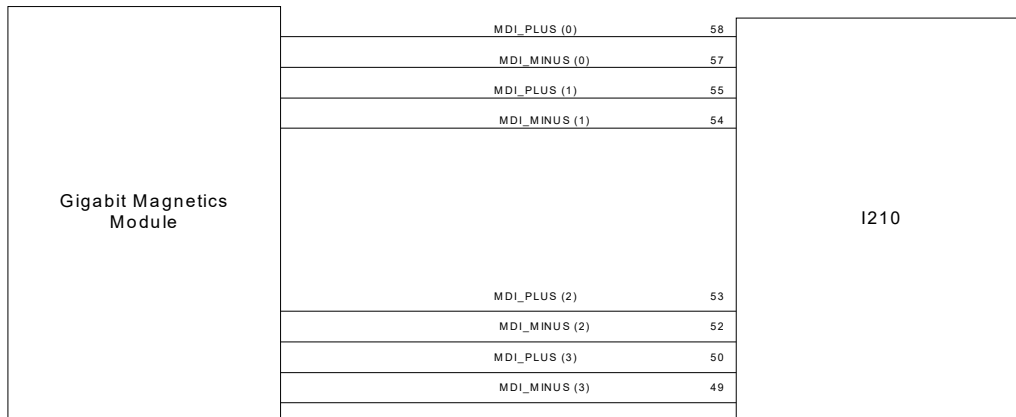 MDI_PLUS (0) 58
MDI_MINUS (0) 57
MDI_PLUS (1) 55
MDI_MINUS (1) 54
Gigabit Magnetics
Module
I210
MDI_PLUS (2) 53
MDI_MINUS (2) 52
MDI_PLUS (3) 50
MDI_MINUS (3) 49